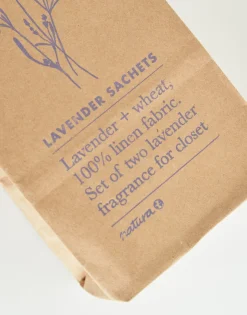 LAVENDER SACHETS
Lavender + wheat,
100% linen fabric.
Set of two lavender
fragrance for closet
natura